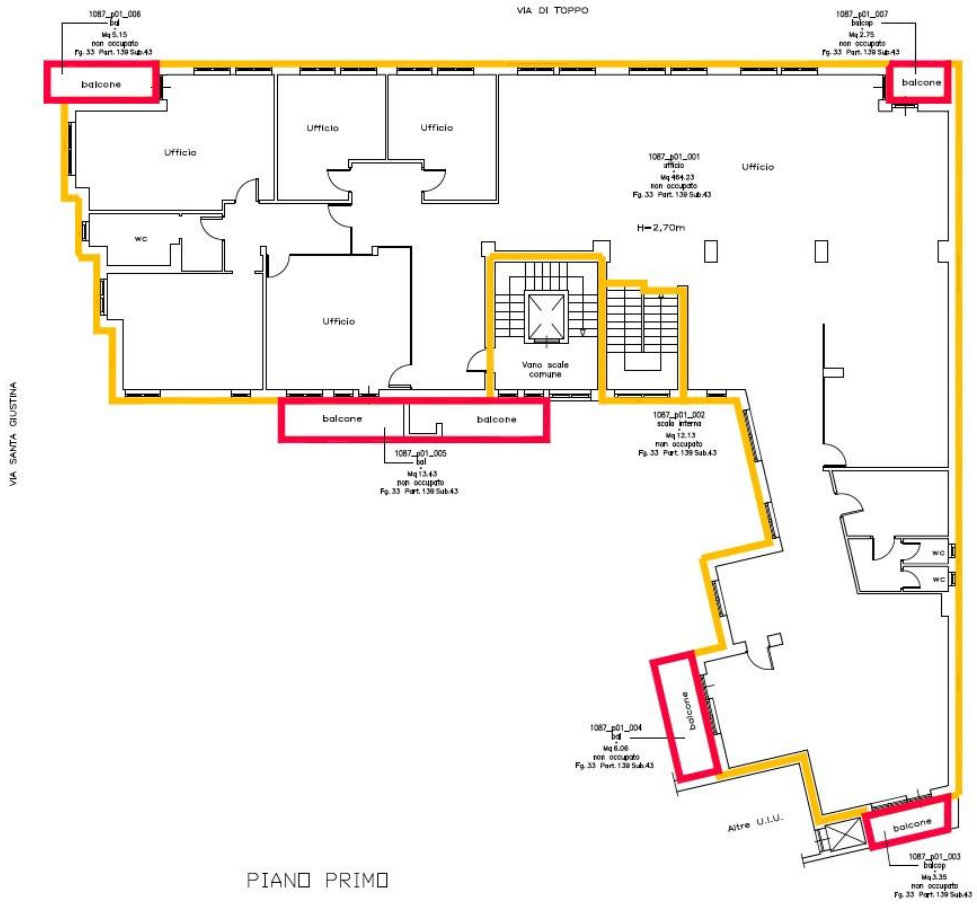 VIA DI TOPPO
1087_p01_006
bal
Mq 5.15
non occupato
Fg. 33 Part. 139 Sub.43
1087_p01_007
balcop
Mq 2.75
non occupato
Fg. 33 Part. 139 Sub.43
balcone
balcone
Ufficio
Ufficio
Ufficio
1087_p01_001
ufficio
Mq 464.23
non occupato
Fg. 33 Part. 139 Sub.43
Ufficio
H=2,70m
WC
Ufficio
Vano scale
comune
VIA SANTA GIUSTINA
balcone
balcone
1087_p01_002
scala interna
Mq 12.13
non occupato
Fg. 33 Part. 139 Sub.43
1087_p01_005
bal
Mq 13.43
non occupato
Fg. 33 Part. 139 Sub.43
WC
WC
balcone
1087_p01_004
bal
Mq 6.06
non occupato
Fg. 33 Part. 139 Sub.43
Altre U.I.U.
balcone
1087_p01_003
balcop
Mq 3.35
non occupato
Fg. 33 Part. 139 Sub.43
PIANO PRIMO